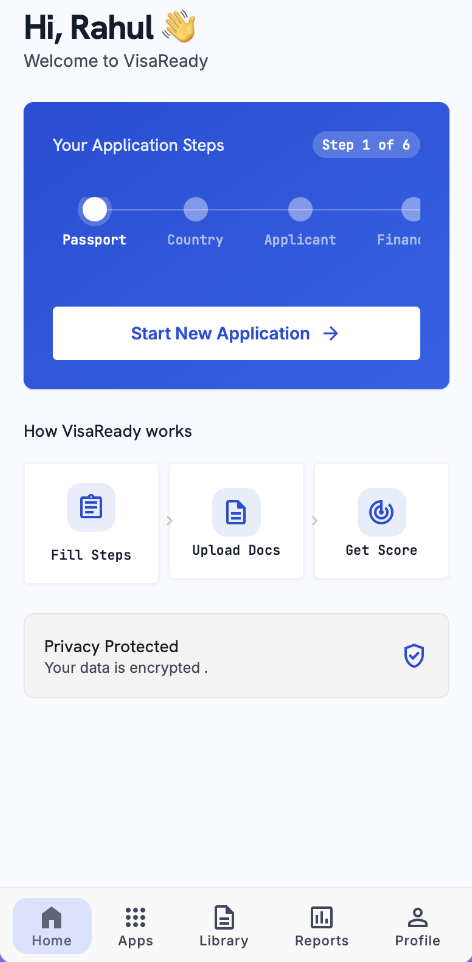 Hi, Rahul 👋
Welcome to VisaReady
Your Application Steps
Step 1 of 6
Passport Country Applicant Financ
Start New Application →
How VisaReady works
Fill Steps
Upload Docs
Get Score
Privacy Protected
Your data is encrypted .
Home Apps Library Reports Profile